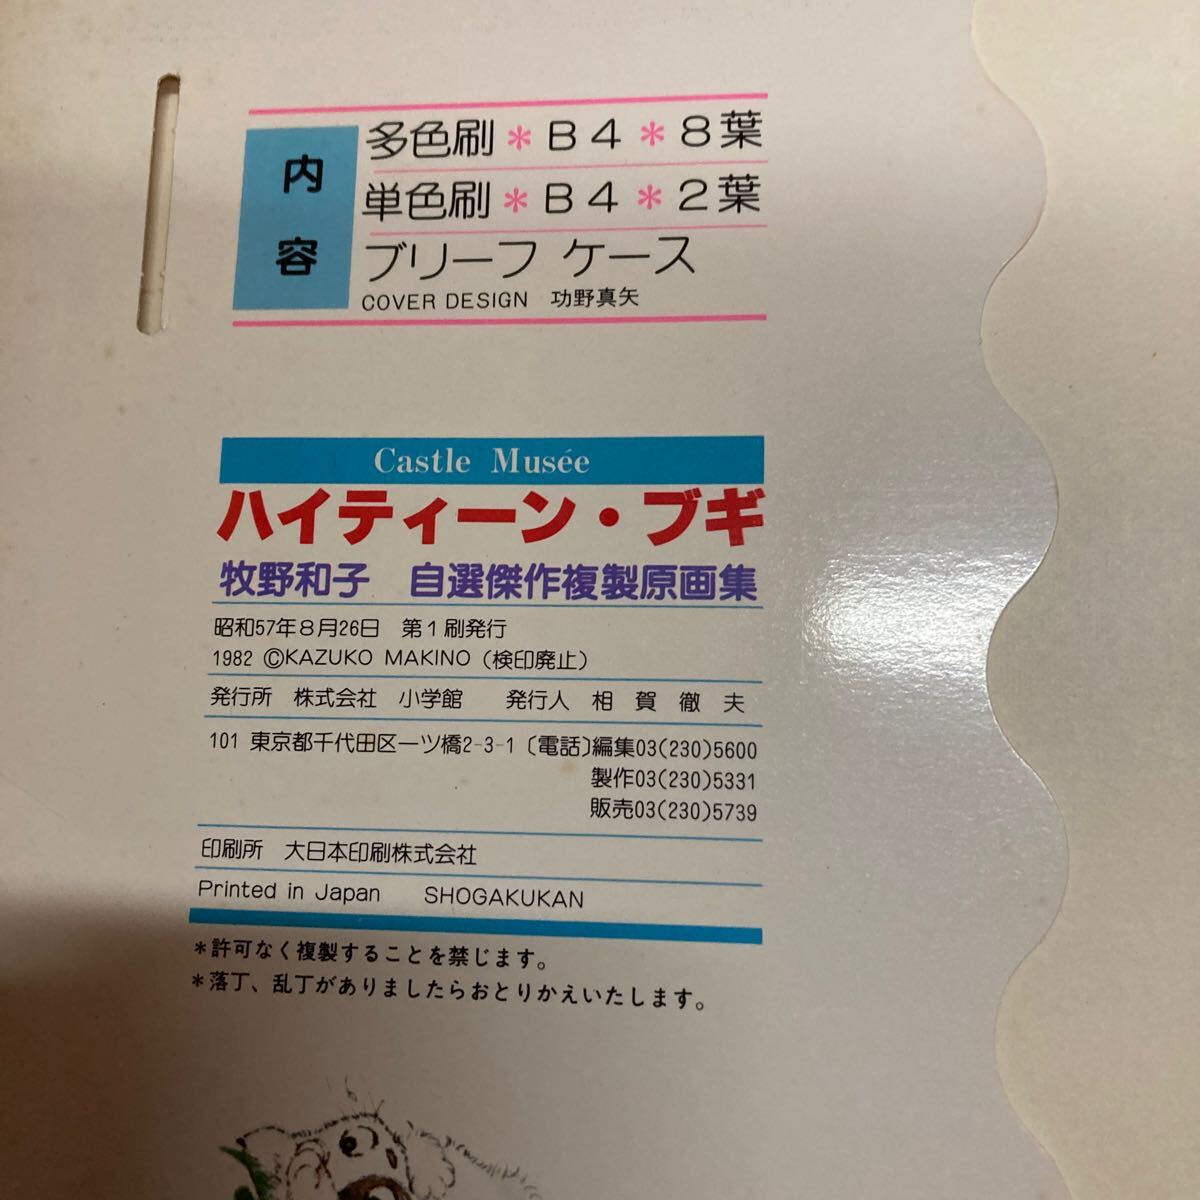 内容
多色刷＊B4＊8葉
単色刷＊B4＊2葉
ブリーフ ケース
COVER DESIGN 功野真矢
Castle Musée
ハイティーン・ブギ
牧野和子 自選傑作複製原画集
昭和57年8月26日 第1刷発行
1982 ©KAZUKO MAKINO (検印廃止)
発行所 株式会社 小学館 発行人 相賀徹夫
101 東京都千代田区一ツ橋2-3-1〔電話〕編集03(230)5600
製作03(230)5331
販売03(230)5739
印刷所 大日本印刷株式会社
Printed in Japan SHOGAKUKAN
＊許可なく複製することを禁じます。
＊落丁、乱丁がありましたらおとりかえいたします。